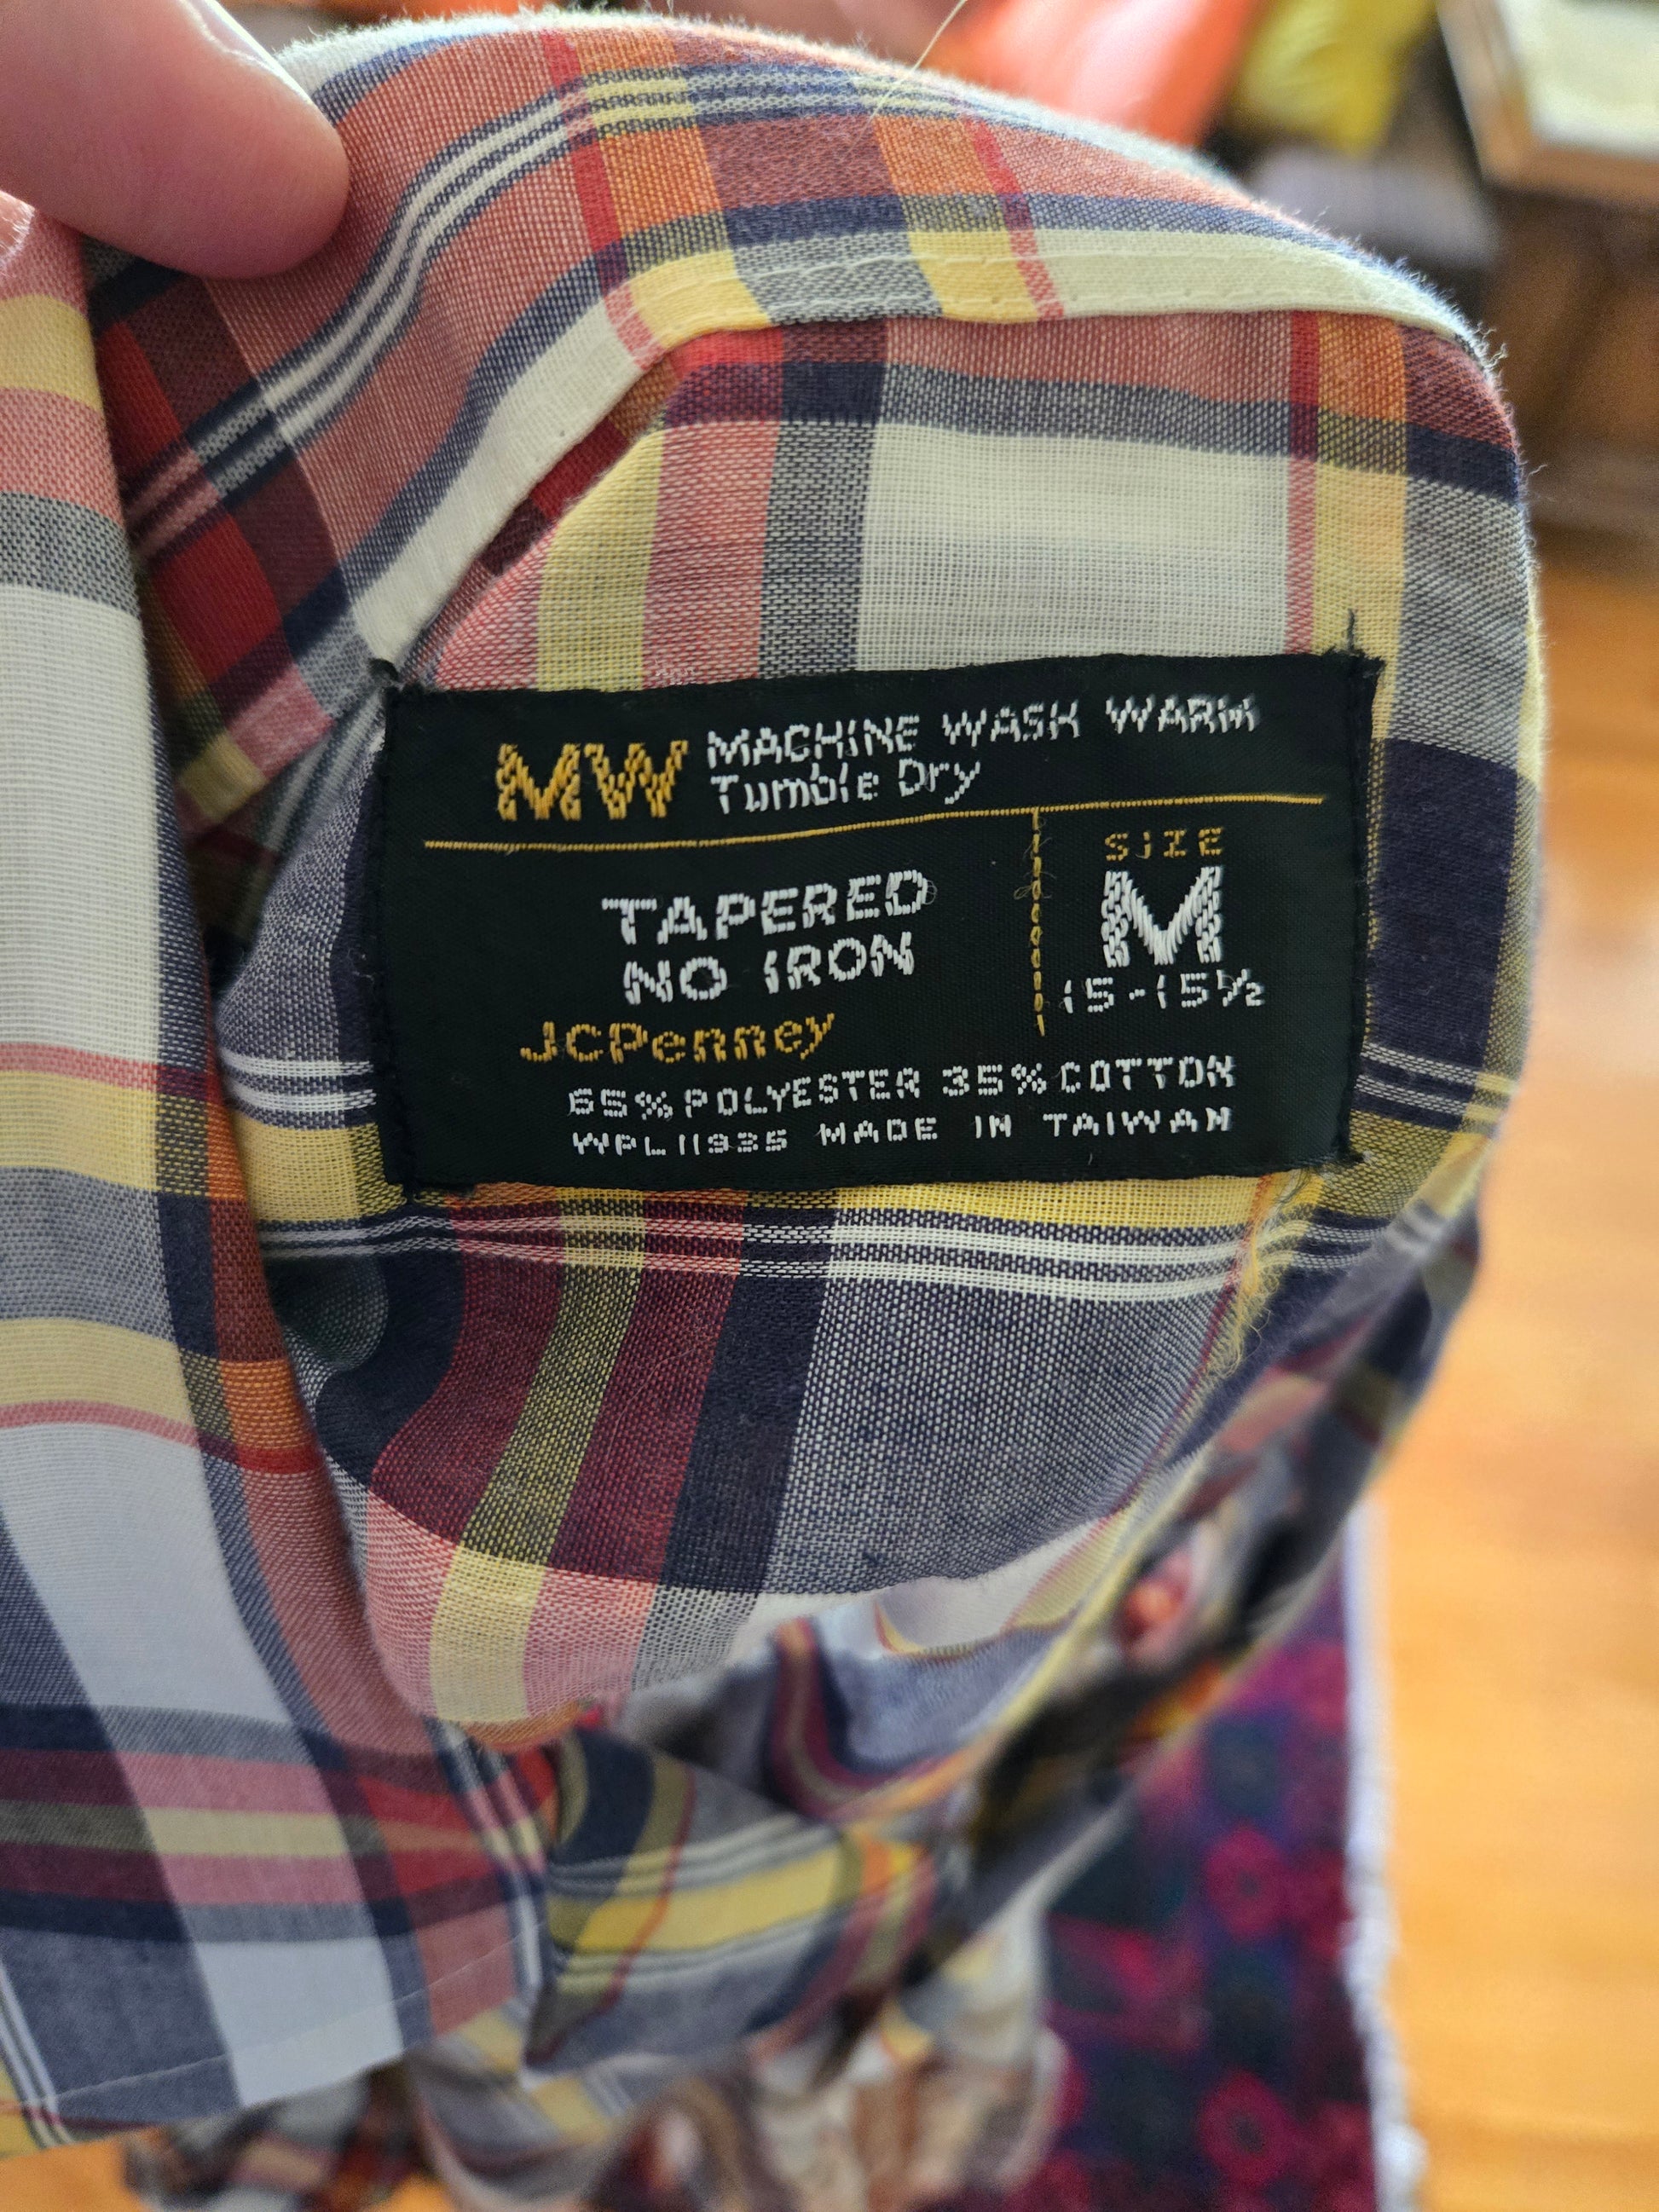 MW MACHINE WASH WARM
Tumble Dry
TAPERED
NO IRON
JCPenney
SIZE
M
15-15½
65% POLYESTER 35% COTTON
WPL11935 MADE IN TAIWAN